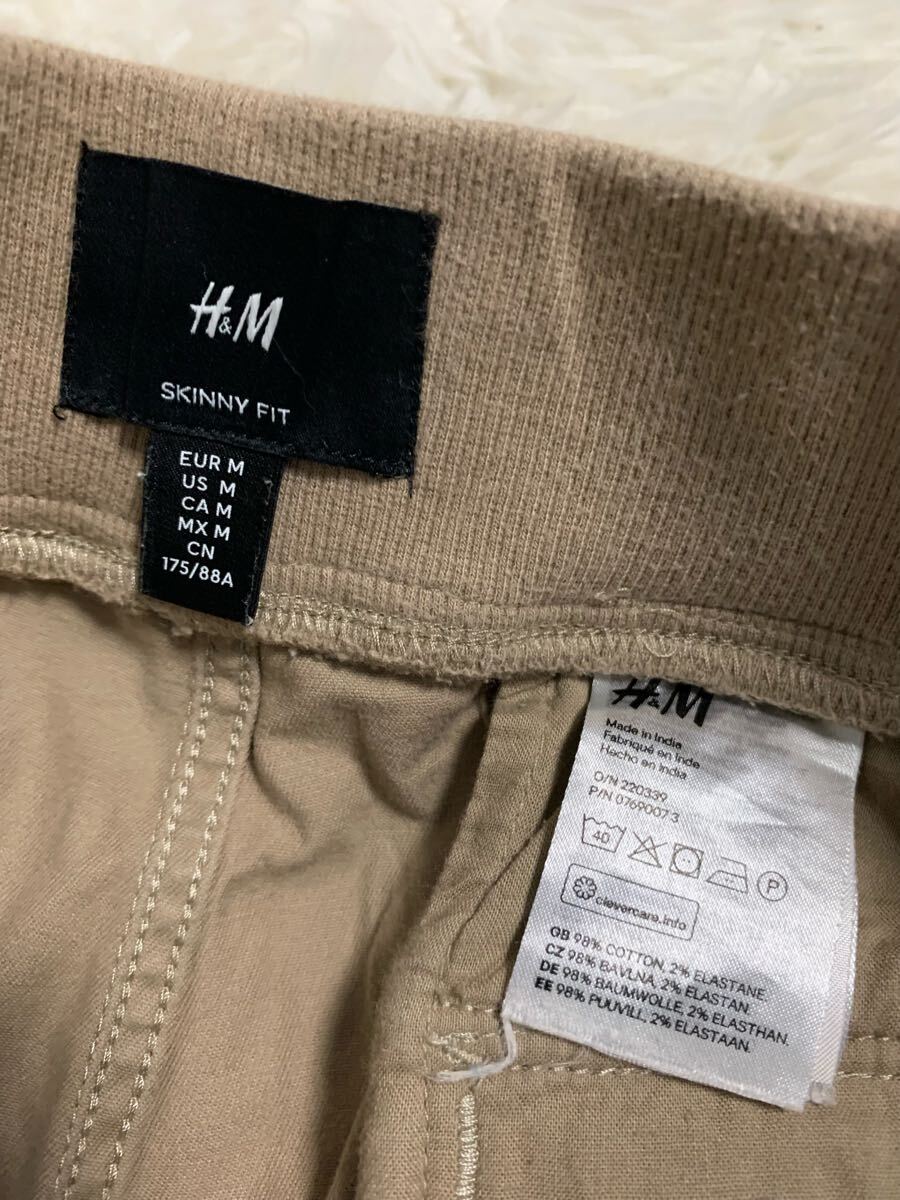 H&M
SKINNY FIT
EUR M
US M
CA M
MX M
CN
175/88A
H&M
Made in India
Fabriqué en Inde
Hecho en India
O/N 220339
P/N 0769007 3
40
P
clevercare.info
GB 98% COTTON, 2% ELASTANE
CZ 98% BAVLNA, 2% ELASTAN
DE 98% BAUMWOLLE, 2% ELASTHAN.
EE 98% PUUVILL, 2% ELASTAAN.